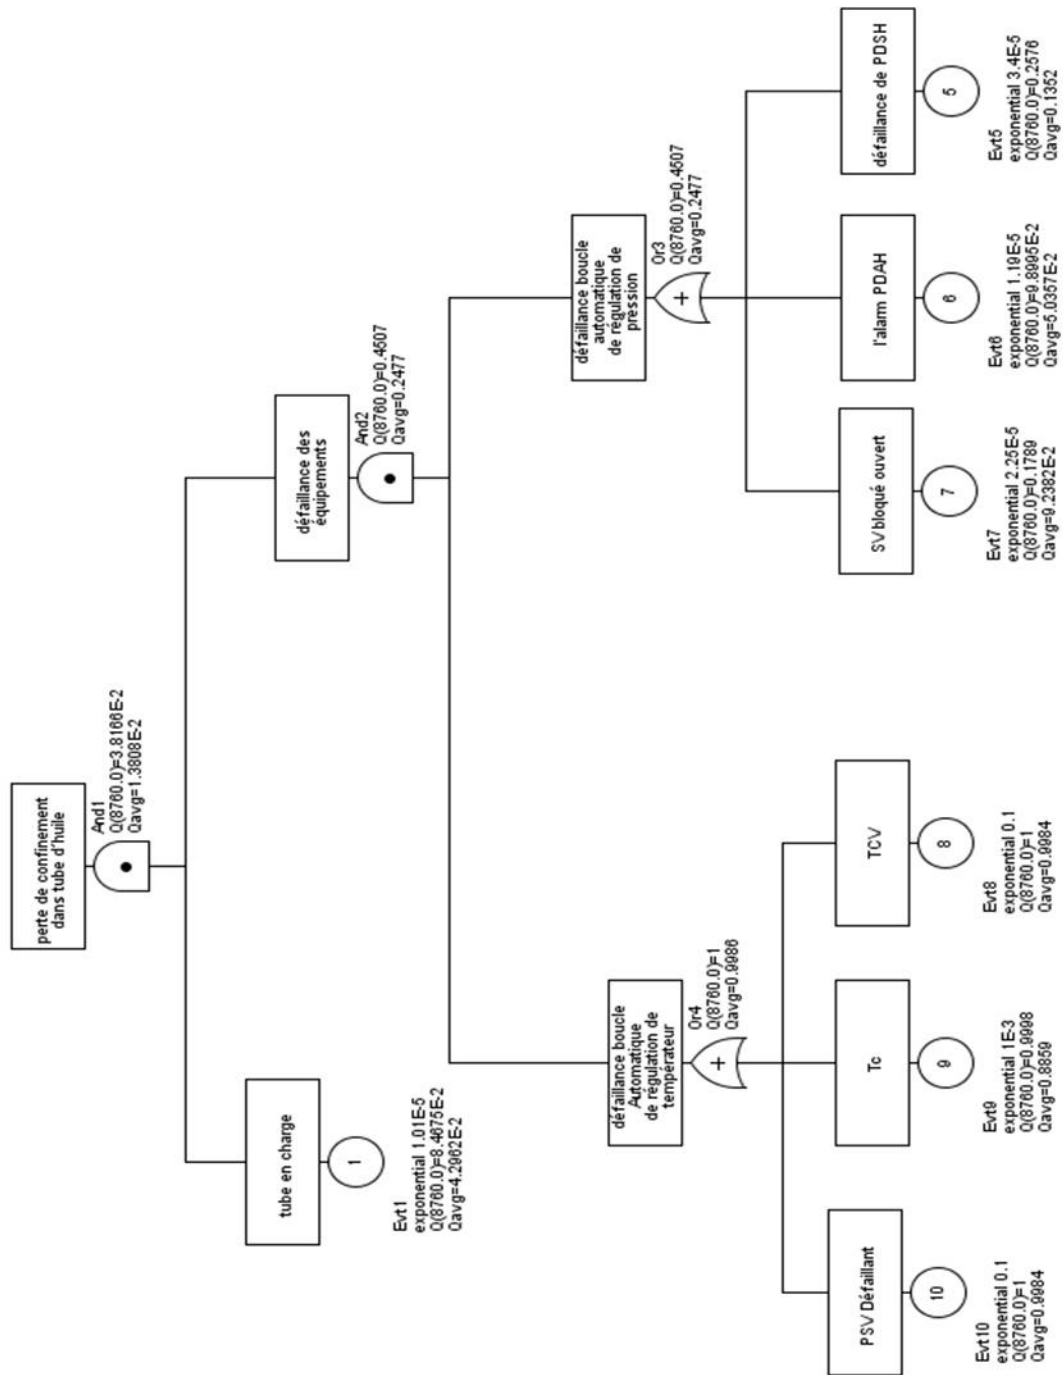 perte de confinement
dans tube d'huile
And1
Q(8760.0)=3.8166E-2
Qavg=1.3808E-2
tube en charge
1
Evt1
exponential 1.01E-5
Q(8760.0)=8.4675E-2
Qavg=4.2962E-2
défaillance des
équipements
And2
Q(8760.0)=0.4507
Qavg=0.2477
défaillance boucle
Automatique
de régulation de
températeur
Or4
Q(8760.0)=1
Qavg=0.9986
défaillance boucle
automatique
de régulation de
pression
Or3
Q(8760.0)=0.4507
Qavg=0.2477
PSV Défaillant
10
Evt10
exponential 0.1
Q(8760.0)=1
Qavg=0.9984
Tc
9
Evt9
exponential 1E-3
Q(8760.0)=0.9998
Qavg=0.8859
TCV
8
Evt8
exponential 0.1
Q(8760.0)=1
Qavg=0.9984
SV bloqué ouvert
7
Evt7
exponential 2.25E-5
Q(8760.0)=0.1789
Qavg=9.2382E-2
l'alarm PDAH
6
Evt6
exponential 1.19E-5
Q(8760.0)=9.8995E-2
Qavg=5.0357E-2
défaillance de PDSH
5
Evt5
exponential 3.4E-5
Q(8760.0)=0.2576
Qavg=0.1352